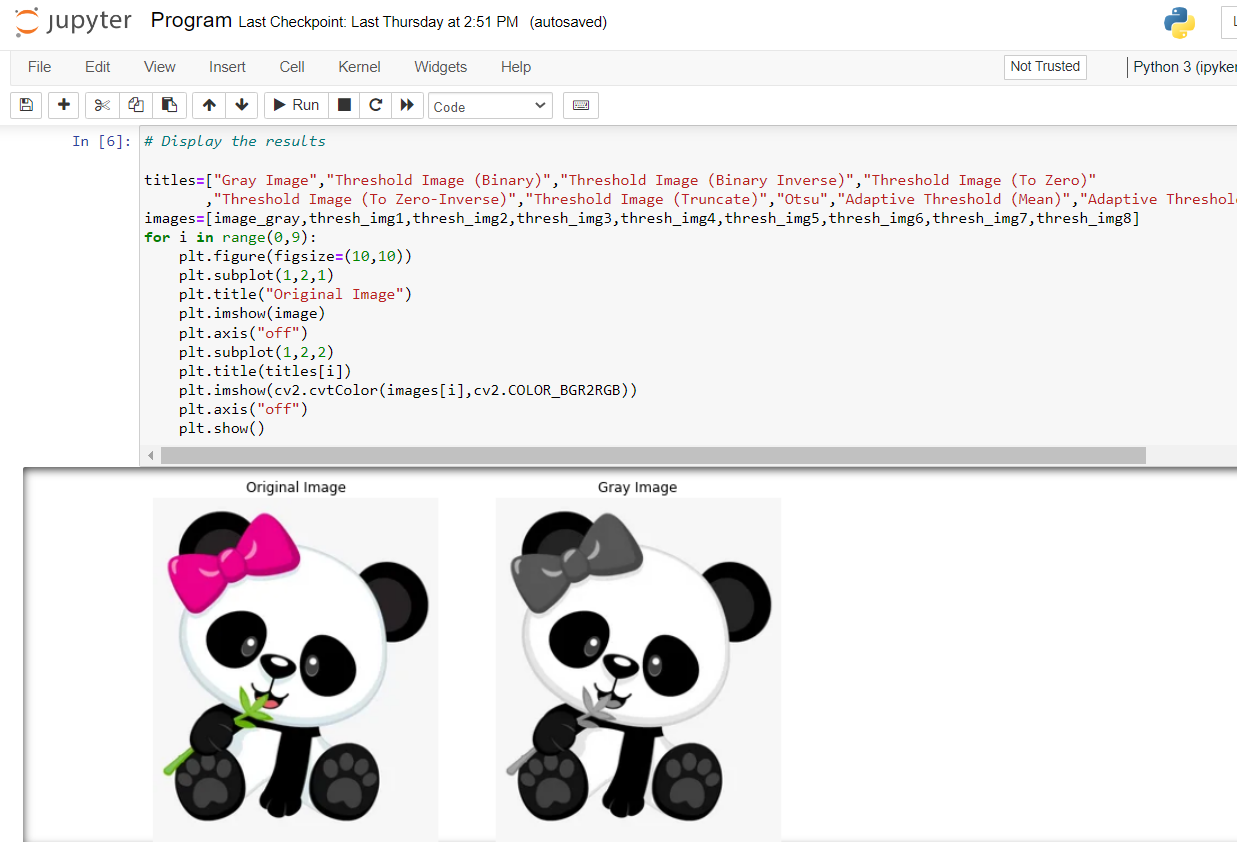 jupyter Program Last Checkpoint: Last Thursday at 2:51 PM (autosaved)
File Edit View Insert Cell Kernel Widgets Help Not Trusted Python 3 (ipyker
Run Code
In [6]: # Display the results
titles=["Gray Image","Threshold Image (Binary)","Threshold Image (Binary Inverse)","Threshold Image (To Zero)"
,"Threshold Image (To Zero-Inverse)","Threshold Image (Truncate)","Otsu","Adaptive Threshold (Mean)","Adaptive Threshol
images=[image_gray,thresh_img1,thresh_img2,thresh_img3,thresh_img4,thresh_img5,thresh_img6,thresh_img7,thresh_img8]
for i in range(0,9):
    plt.figure(figsize=(10,10))
    plt.subplot(1,2,1)
    plt.title("Original Image")
    plt.imshow(image)
    plt.axis("off")
    plt.subplot(1,2,2)
    plt.title(titles[i])
    plt.imshow(cv2.cvtColor(images[i],cv2.COLOR_BGR2RGB))
    plt.axis("off")
    plt.show()
Original Image Gray Image